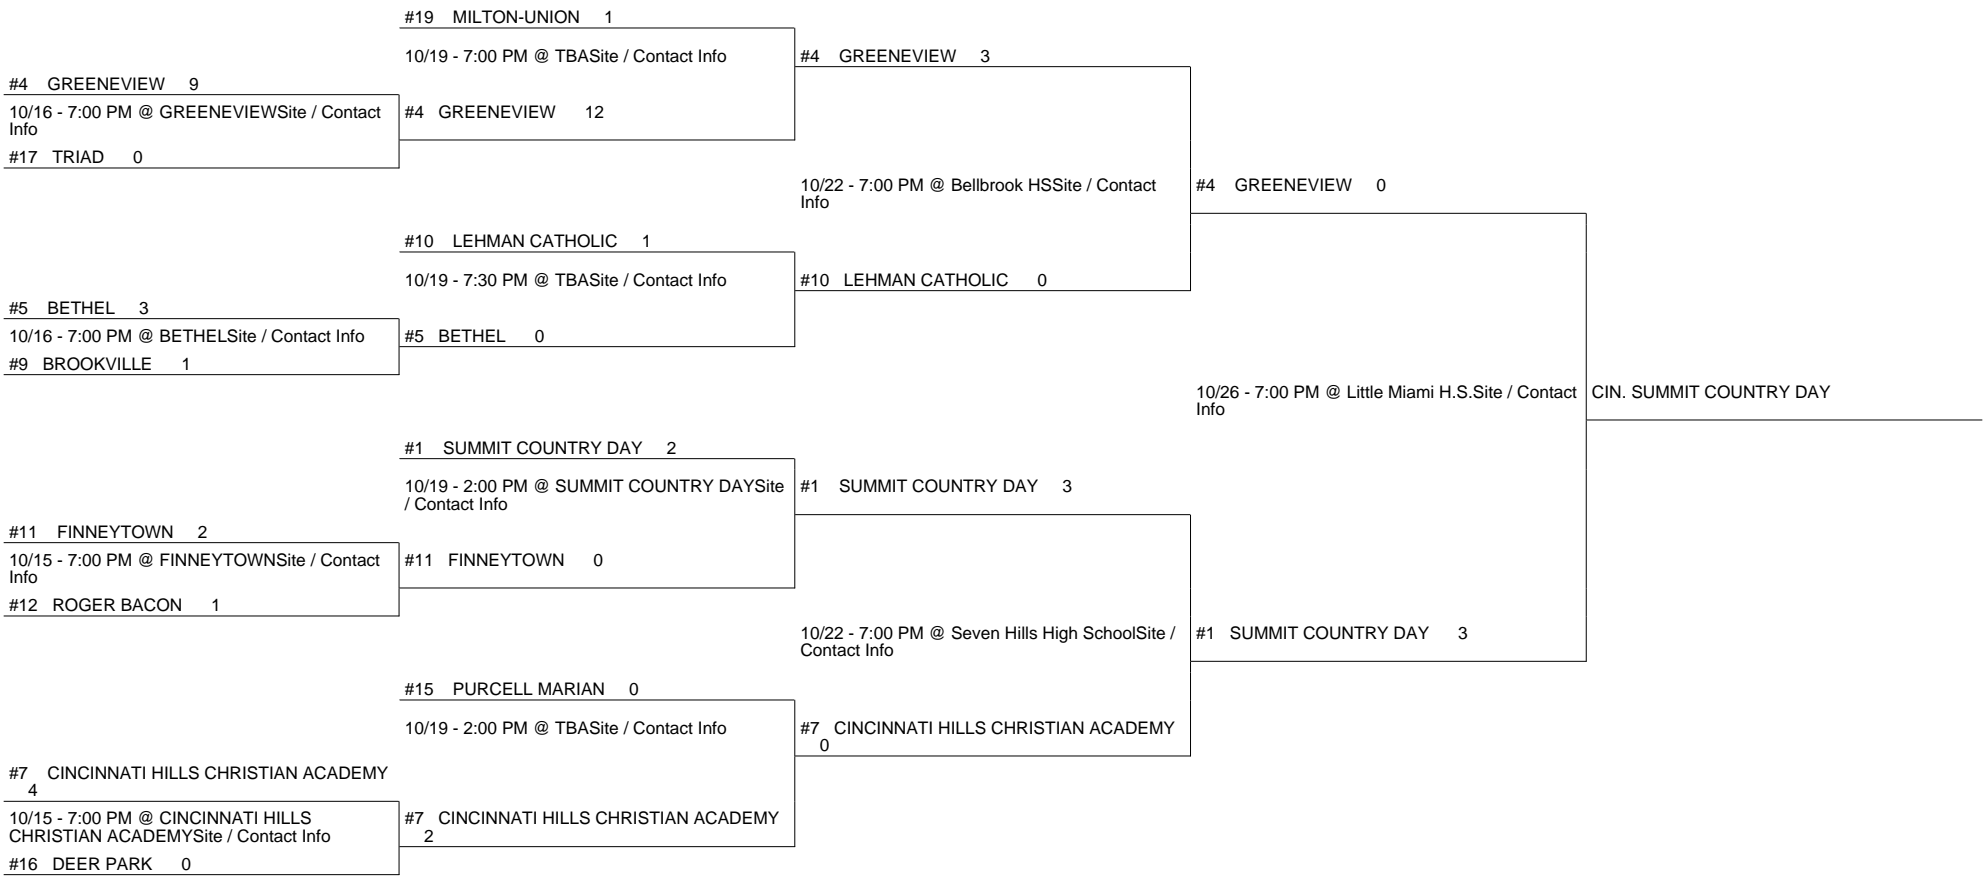 #19 MILTON-UNION 1
10/19 - 7:00 PM @ TBASite / Contact Info
#4 GREENEVIEW 3
#4 GREENEVIEW 9
10/16 - 7:00 PM @ GREENEVIEWSite / Contact
Info
#4 GREENEVIEW 12
#17 TRIAD 0
10/22 - 7:00 PM @ Bellbrook HSSite / Contact
Info
#4 GREENEVIEW 0
#10 LEHMAN CATHOLIC 1
10/19 - 7:30 PM @ TBASite / Contact Info
#10 LEHMAN CATHOLIC 0
#5 BETHEL 3
10/16 - 7:00 PM @ BETHELSite / Contact Info
#5 BETHEL 0
#9 BROOKVILLE 1
10/26 - 7:00 PM @ Little Miami H.S.Site / Contact
Info
CIN. SUMMIT COUNTRY DAY
#1 SUMMIT COUNTRY DAY 2
10/19 - 2:00 PM @ SUMMIT COUNTRY DAYSite
/ Contact Info
#1 SUMMIT COUNTRY DAY 3
#11 FINNEYTOWN 2
10/15 - 7:00 PM @ FINNEYTOWNSite / Contact
Info
#11 FINNEYTOWN 0
#12 ROGER BACON 1
10/22 - 7:00 PM @ Seven Hills High SchoolSite /
Contact Info
#1 SUMMIT COUNTRY DAY 3
#15 PURCELL MARIAN 0
10/19 - 2:00 PM @ TBASite / Contact Info
#7 CINCINNATI HILLS CHRISTIAN ACADEMY
0
#7 CINCINNATI HILLS CHRISTIAN ACADEMY
4
10/15 - 7:00 PM @ CINCINNATI HILLS
CHRISTIAN ACADEMYSite / Contact Info
#7 CINCINNATI HILLS CHRISTIAN ACADEMY
2
#16 DEER PARK 0